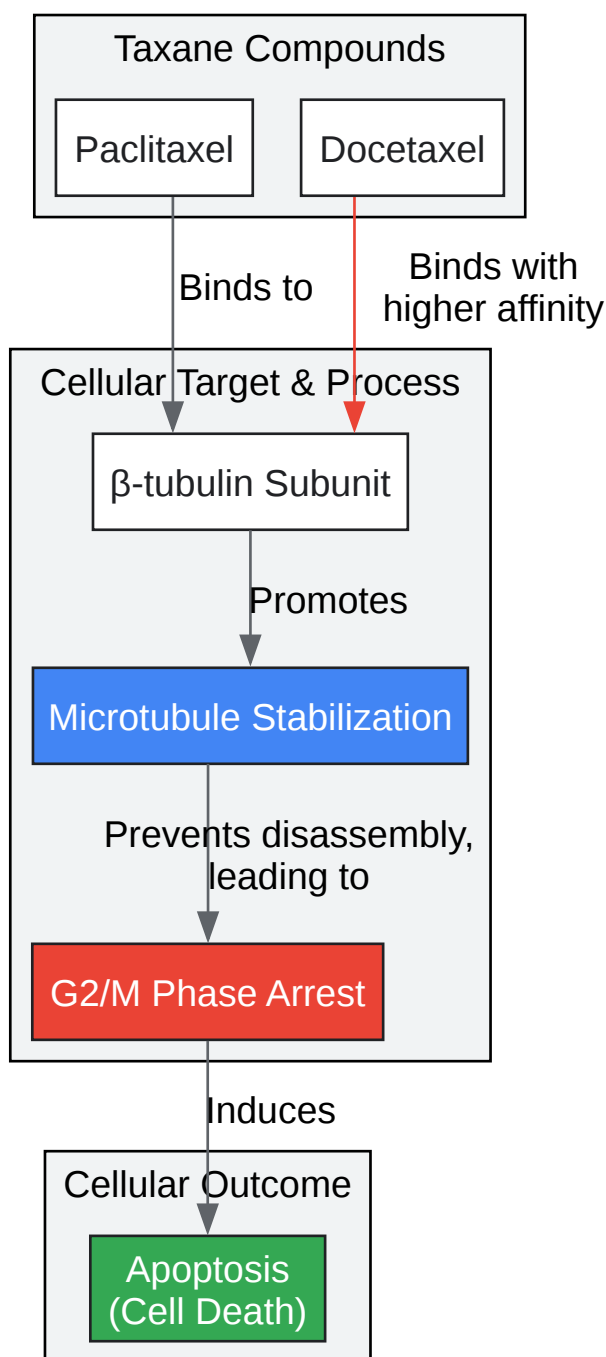 Taxane Compounds
Paclitaxel
Docetaxel
Binds to
Binds with
higher affinity
Cellular Target & Process
β-tubulin Subunit
Promotes
Microtubule Stabilization
Prevents disassembly,
leading to
G2/M Phase Arrest
Induces
Cellular Outcome
Apoptosis
(Cell Death)